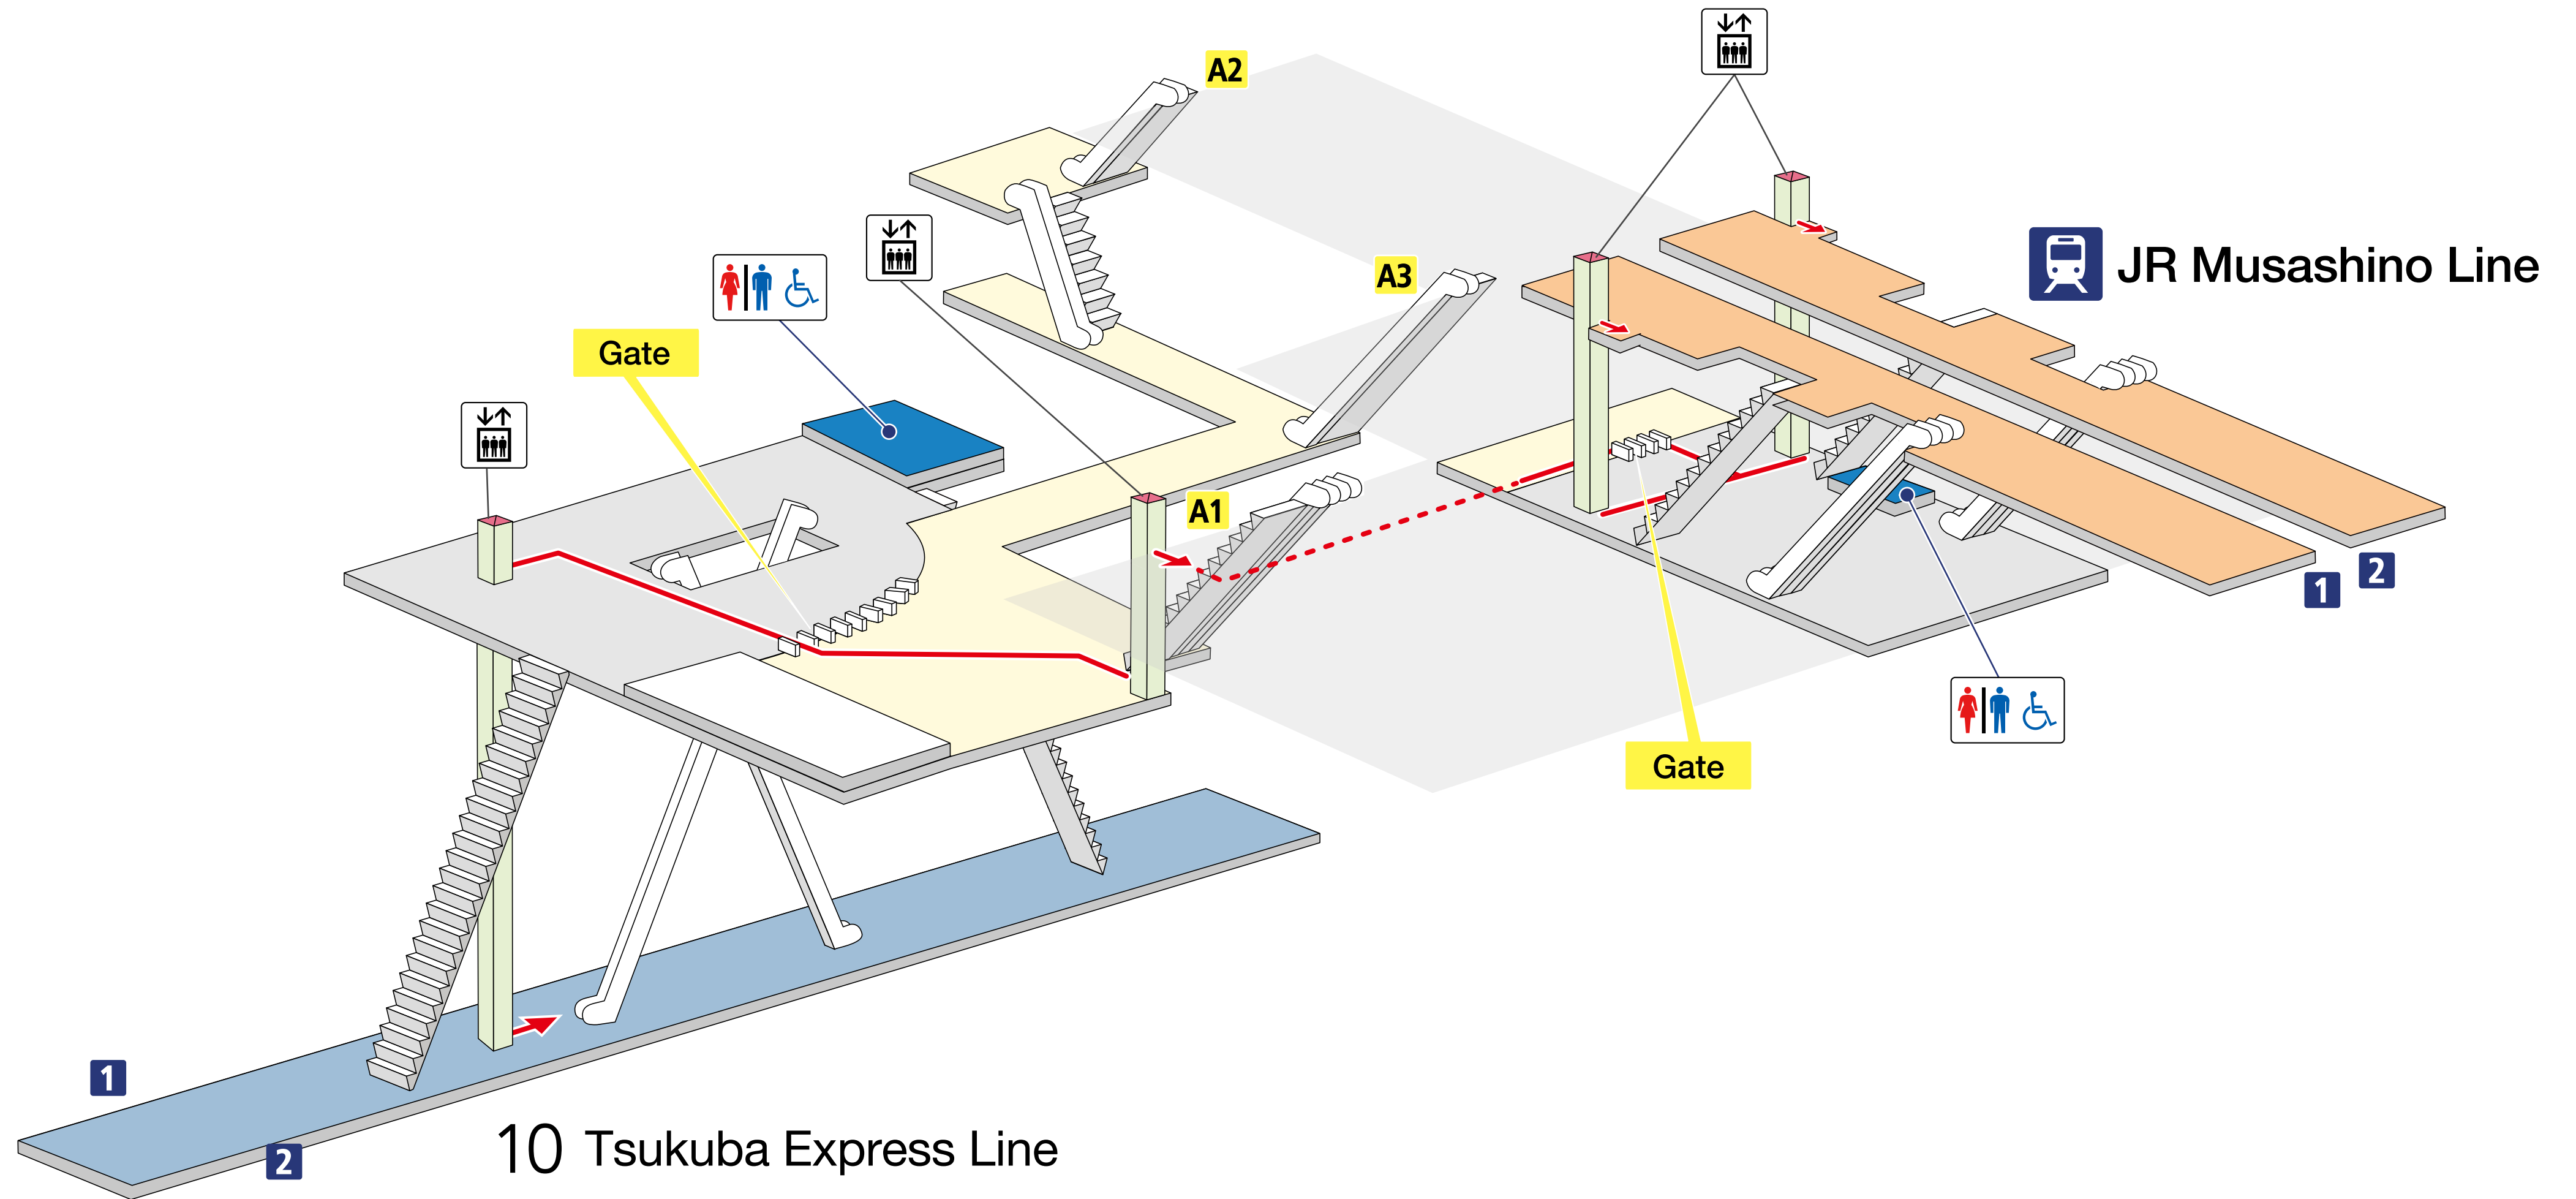 A2
A3
JR Musashino Line
Gate
A1
1
2
Gate
1
2
10 Tsukuba Express Line